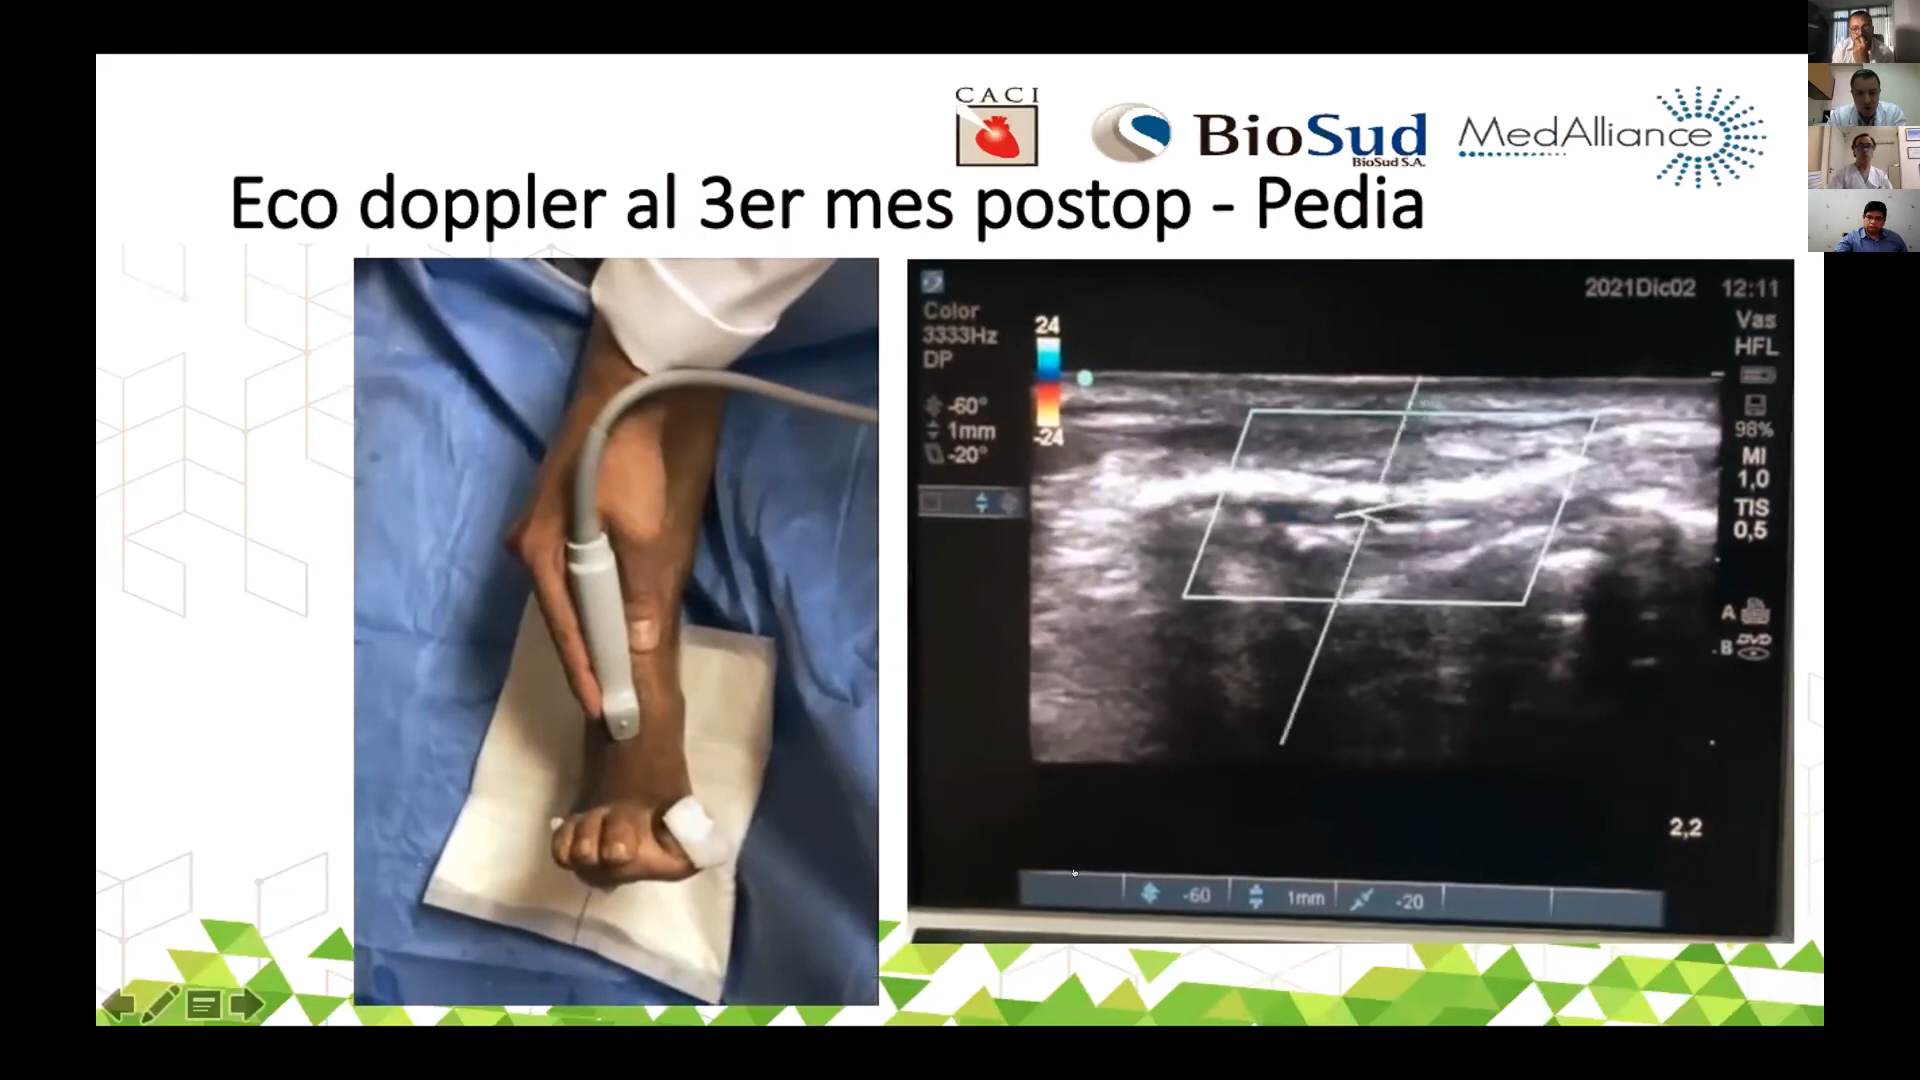 CACI
BioSud
BioSud S.A.
MedAlliance
Eco doppler al 3er mes postop - Pedia
2021Dic02 12:11
Color
3333Hz
DP
24
-24
-60°
1mm
-20°
Vas
HFL
98%
MI
1,0
TIS
0,5
A
B DVD
2,2
-60 1mm -20